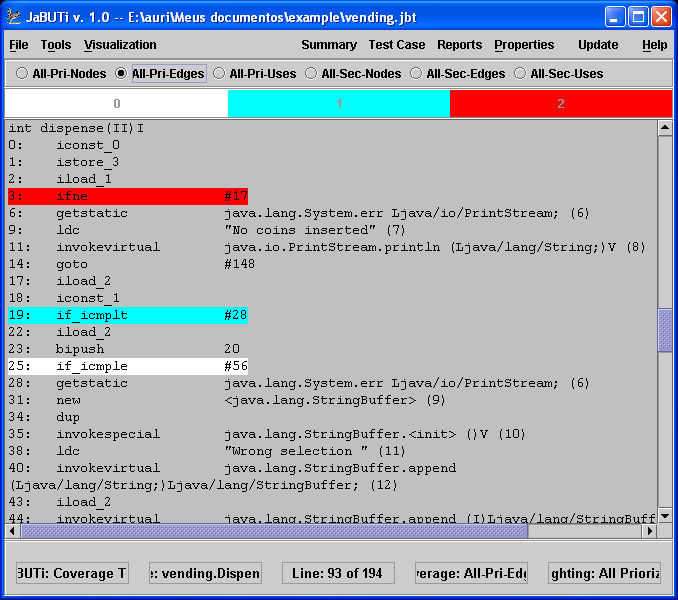 JaBUTi v. 1.0 -- E:\auri\Meus documentos\example\vending.jbt
File Tools Visualization Summary Test Case Reports Properties Update Help
All-Pri-Nodes All-Pri-Edges All-Pri-Uses All-Sec-Nodes All-Sec-Edges All-Sec-Uses
0 1 2
int dispense(II)I
0: iconst_0
1: istore_3
2: iload_1
3: ifne #17
6: getstatic java.lang.System.err Ljava/io/PrintStream; (6)
9: ldc "No coins inserted" (7)
11: invokevirtual java.io.PrintStream.println (Ljava/lang/String;)V (8)
14: goto #148
17: iload_2
18: iconst_1
19: if_icmplt #28
22: iload_2
23: bipush 20
25: if_icmple #56
28: getstatic java.lang.System.err Ljava/io/PrintStream; (6)
31: new <java.lang.StringBuffer> (9)
34: dup
35: invokespecial java.lang.StringBuffer.<init> ()V (10)
38: ldc "Wrong selection " (11)
40: invokevirtual java.lang.StringBuffer.append
(Ljava/lang/String;)Ljava/lang/StringBuffer; (12)
43: iload_2
44: invokevirtual java.lang.StringBuffer.append (I)Ljava/lang/StringBuff
BUTi: Coverage T e: vending.Dispen Line: 93 of 194 verage: All-Pri-Edg ghting: All Prioriz